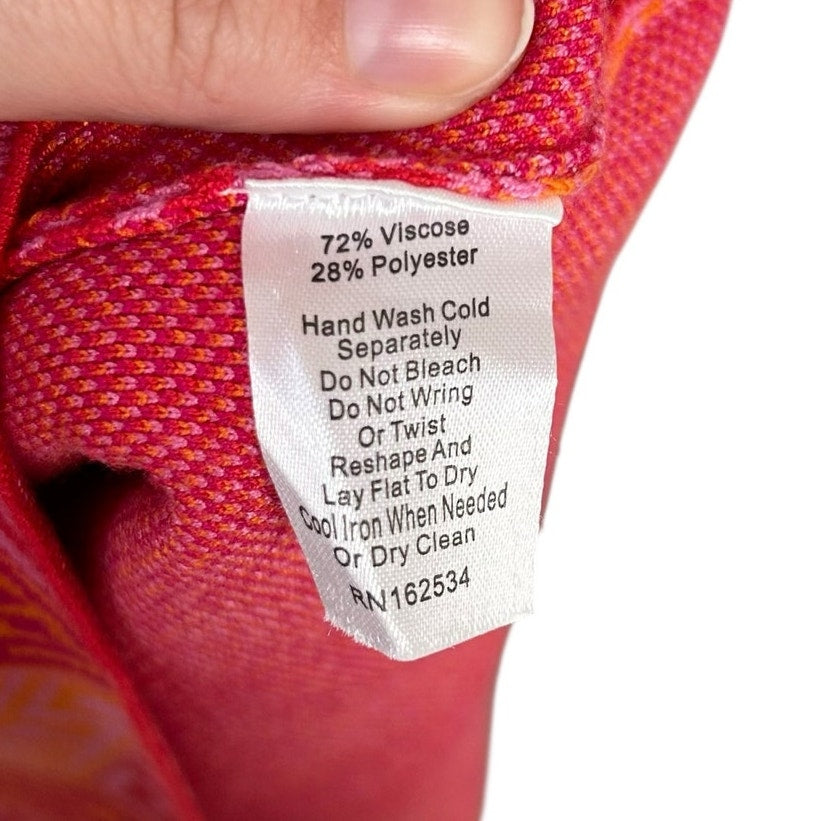 72% Viscose
28% Polyester
Hand Wash Cold
Separately
Do Not Bleach
Do Not Wring
Or Twist
Reshape And
Lay Flat To Dry
Cool Iron When Needed
Or Dry Clean
RN162534